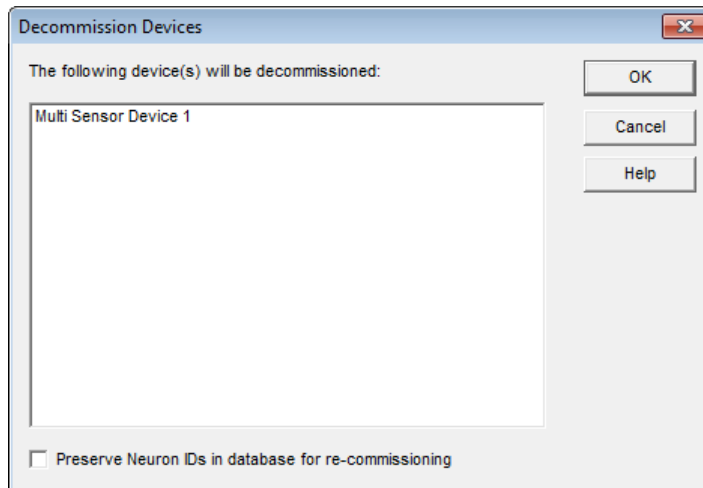 Decommission Devices
The following device(s) will be decommissioned:
OK
Multi Sensor Device 1
Cancel
Help
Preserve Neuron IDs in database for re-commissioning